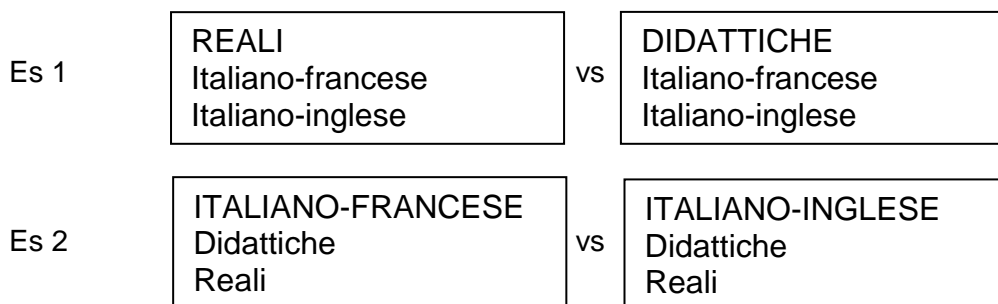 Es 1
REALI
Italiano-francese
Italiano-inglese
vs
DIDATTICHE
Italiano-francese
Italiano-inglese
Es 2
ITALIANO-FRANCESE
Didattiche
Reali
vs
ITALIANO-INGLESE
Didattiche
Reali